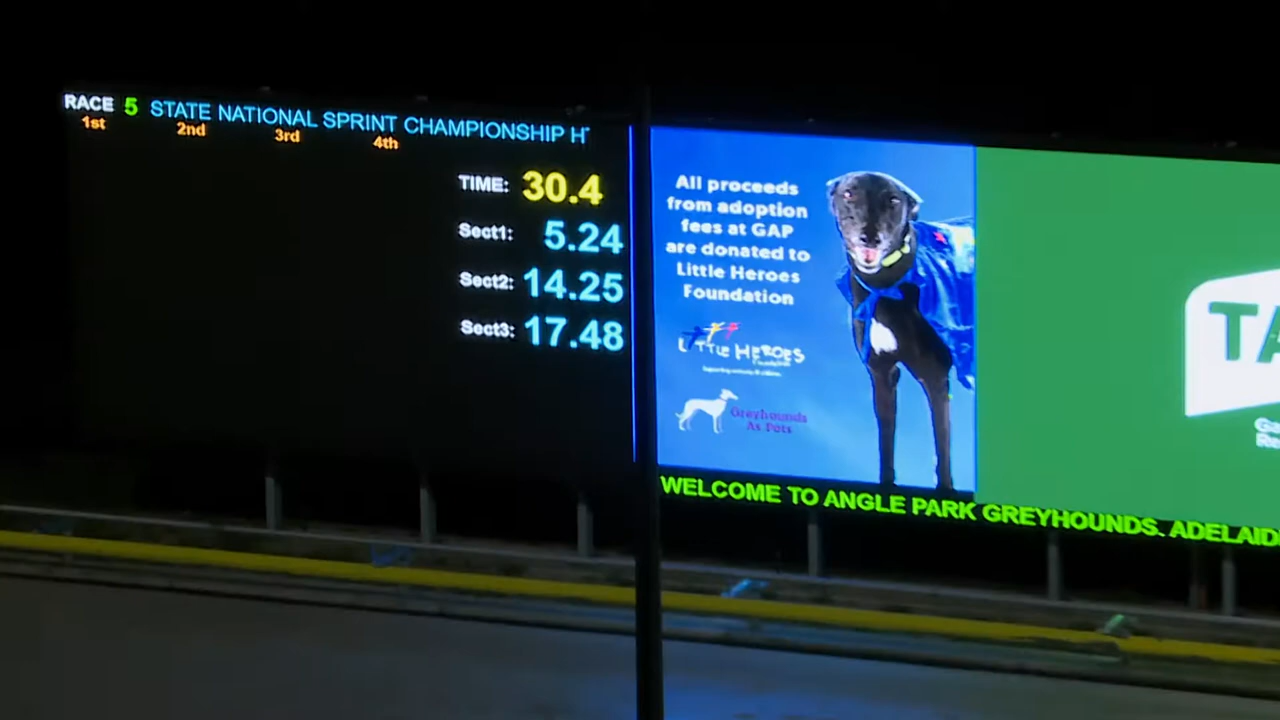 RACE 5 STATE NATIONAL SPRINT CHAMPIONSHIP
1st 2nd 3rd 4th
TIME: 30.4
Sect1: 5.24
Sect2: 14.25
Sect3: 17.48
All proceeds
from adoption
fees at GAP
are donated to
Little Heroes
Foundation
LITTLE HEROES
Foundation
Greyhounds
As Pets
WELCOME TO ANGLE PARK GREYHOUNDS. ADELAID